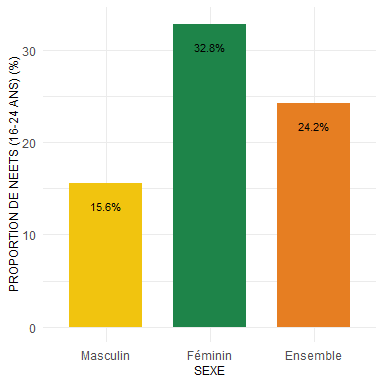 PROPORTION DE NEETS (16-24 ANS) (%)
30
20
10
0
32.8%
24.2%
15.6%
Masculin
Féminin
Ensemble
SEXE